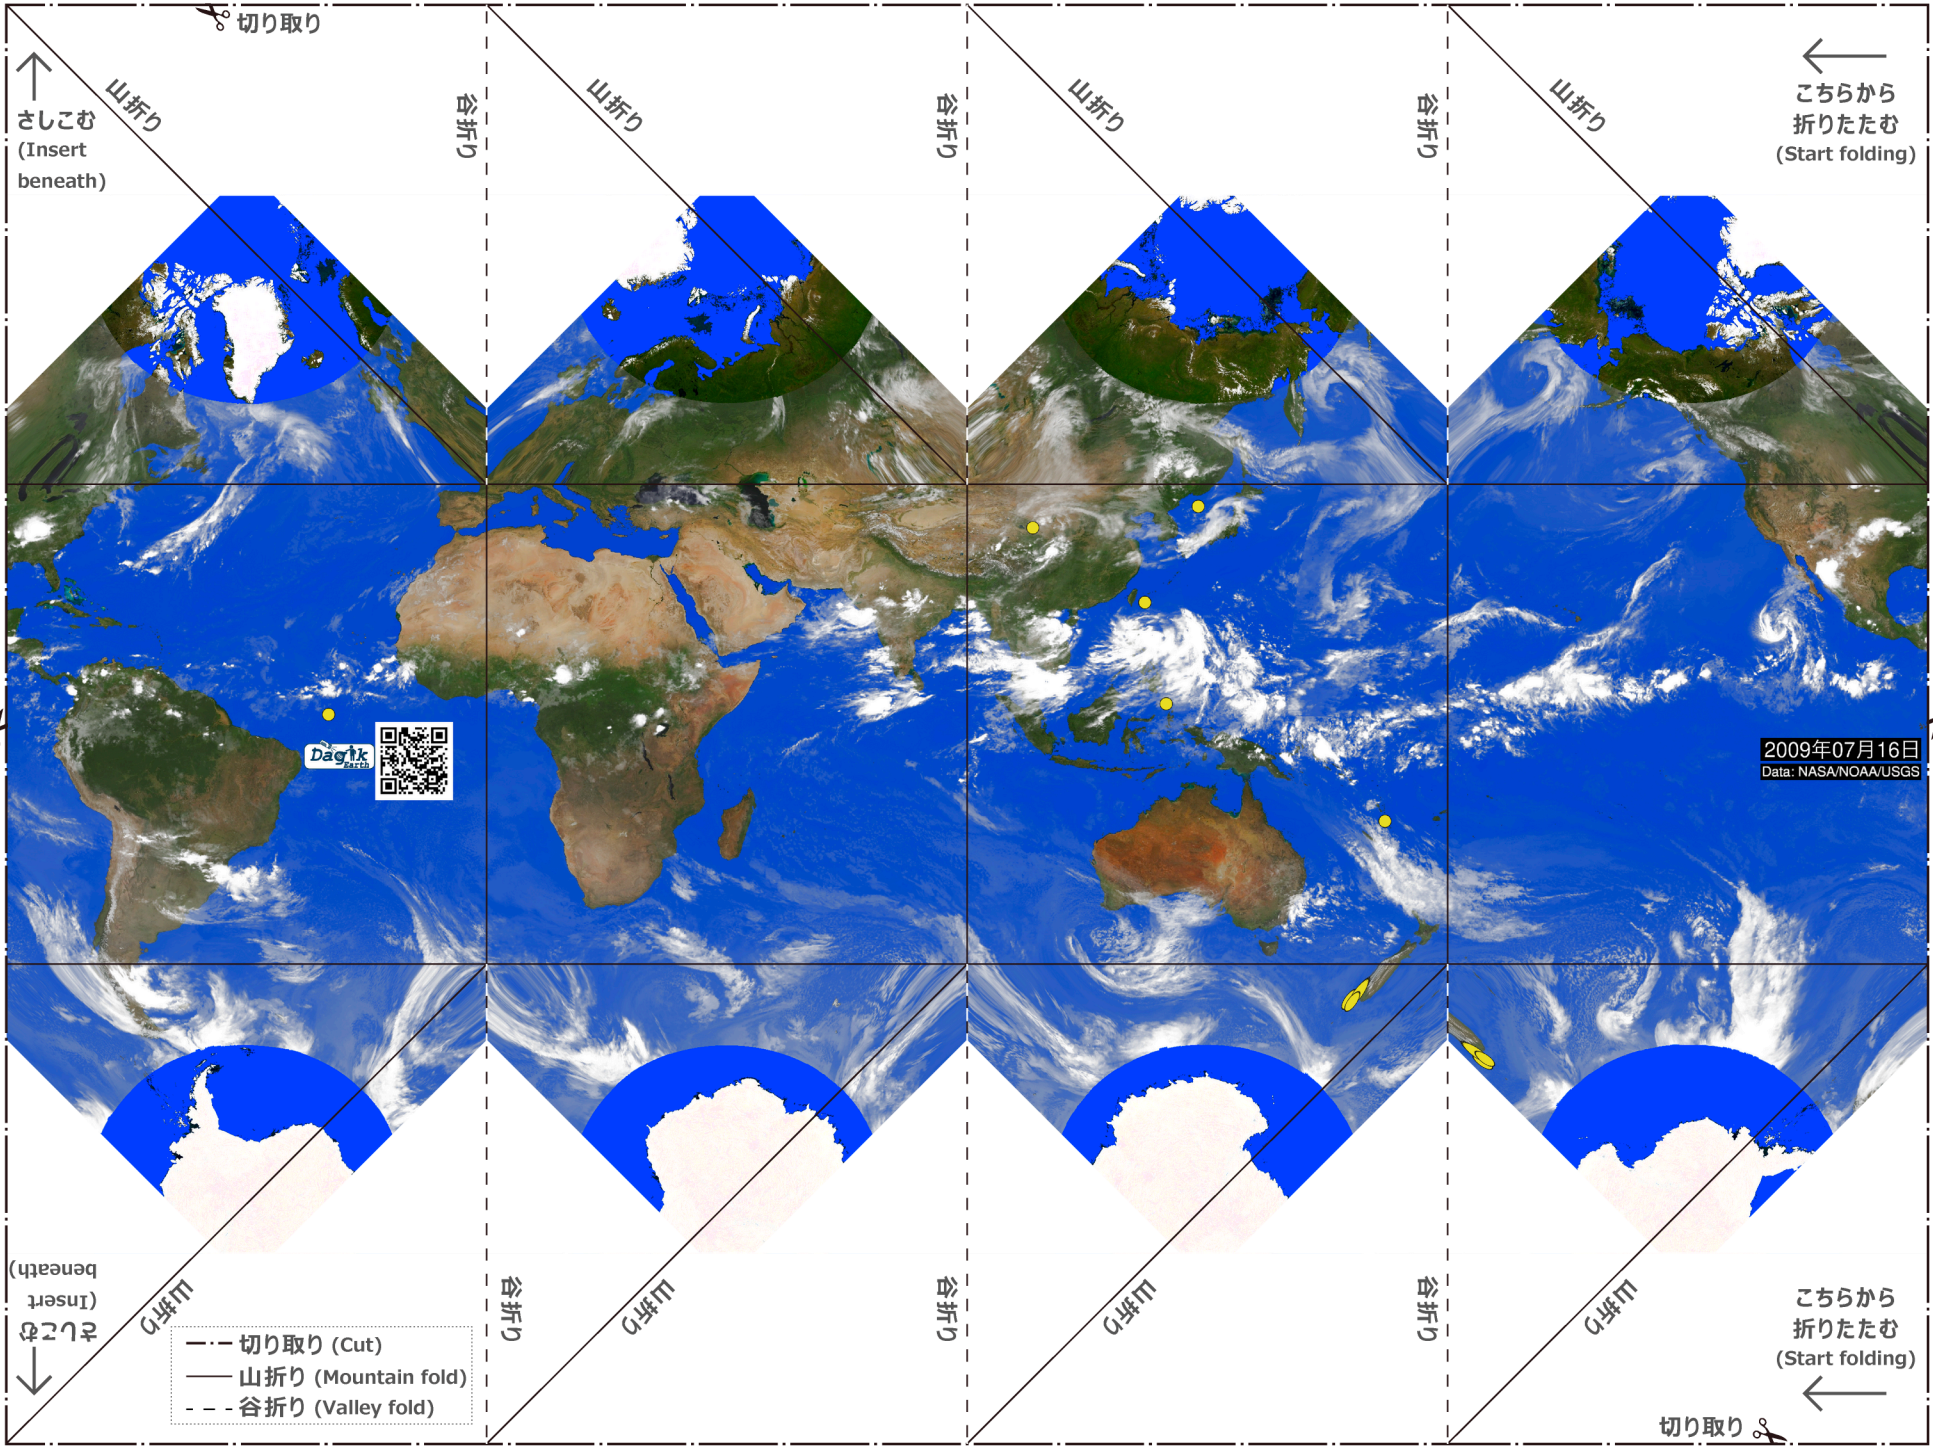 切り取り
山折り
谷折り
山折り
谷折り
山折り
谷折り
山折り
さしこむ
(Insert
beneath)
こちらから
折りたたむ
(Start folding)
Dagik
Earth
2009年07月16日
Data: NASA/NOAA/USGS
さしこむ
(Insert
beneath)
山折り
谷折り
山折り
谷折り
山折り
谷折り
山折り
こちらから
折りたたむ
(Start folding)
切り取り (Cut)
山折り (Mountain fold)
谷折り (Valley fold)
切り取り